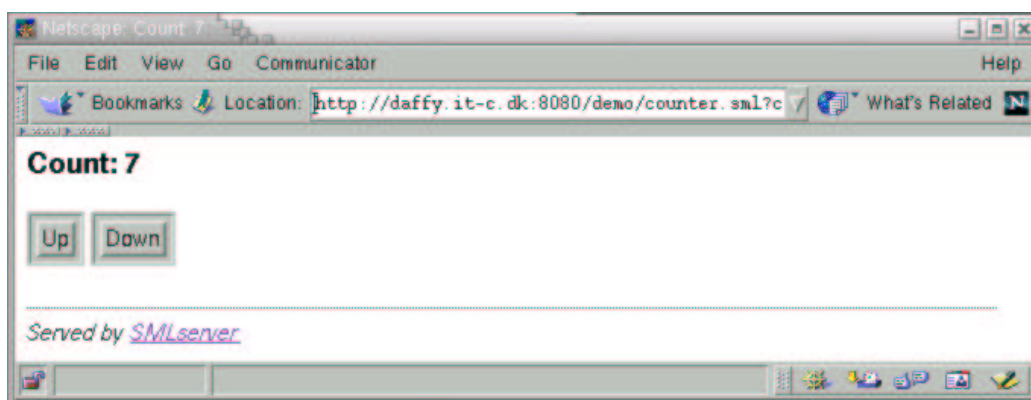 Netscape: Count: 7
File Edit View Go Communicator Help
Bookmarks Location: http://daffy.it-c.dk:8080/demo/counter.sml?c What's Related N
Count: 7
Up Down
Served by SMLserver